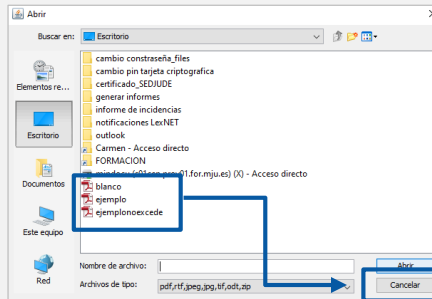 Abrir
Buscar en: Escritorio
Elementos re...
Escritorio
Documentos
Este equipo
Red
cambio constraseña_files
cambio pin tarjeta criptografica
certificado_SEDJUDE
generar informes
informe de incidencias
notificaciones LexNET
outlook
Carmen - Acceso directo
FORMACION
(X) - Acceso directo
blanco
ejemplo
ejemplonoexcede
Nombre de archivo:
Abrir
Archivos de tipo: pdf,rtf,jpeg,jpg,tif,odt,zip
Cancelar